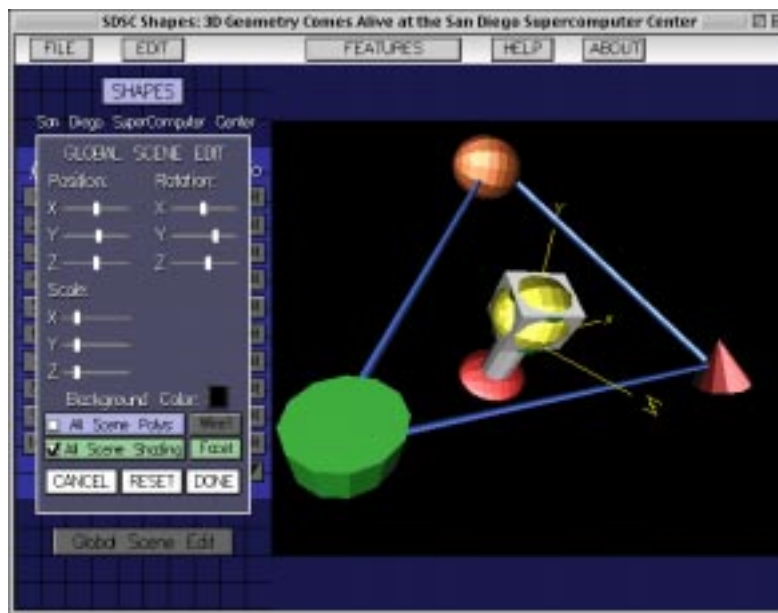 SDSC Shapes: 3D Geometry Comes Alive at the San Diego Supercomputer Center
FILE EDIT FEATURES HELP ABOUT
SHAPES
San Diego SuperComputer Center
GLOBAL SCENE EDIT
Position: Rotation:
X X
Y Y
Z Z
Scale:
X
Y
Z
Background Color:
All Scene Polys:
All Scene Shading Facet
CANCEL RESET DONE
Global Scene Edit
Y
x